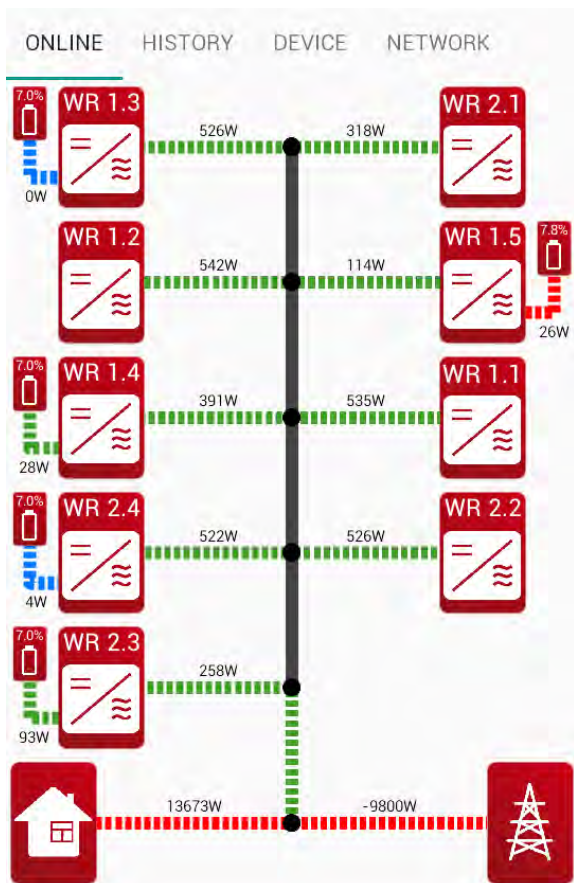 ONLINE HISTORY DEVICE NETWORK
7.0% WR 1.3 526W 318W WR 2.1
0W
WR 1.2 542W 114W WR 1.5 7.8%
26W
7.0% WR 1.4 391W 535W WR 1.1
28W
7.0% WR 2.4 522W 526W WR 2.2
4W
7.0% WR 2.3 258W
93W
13673W -9800W